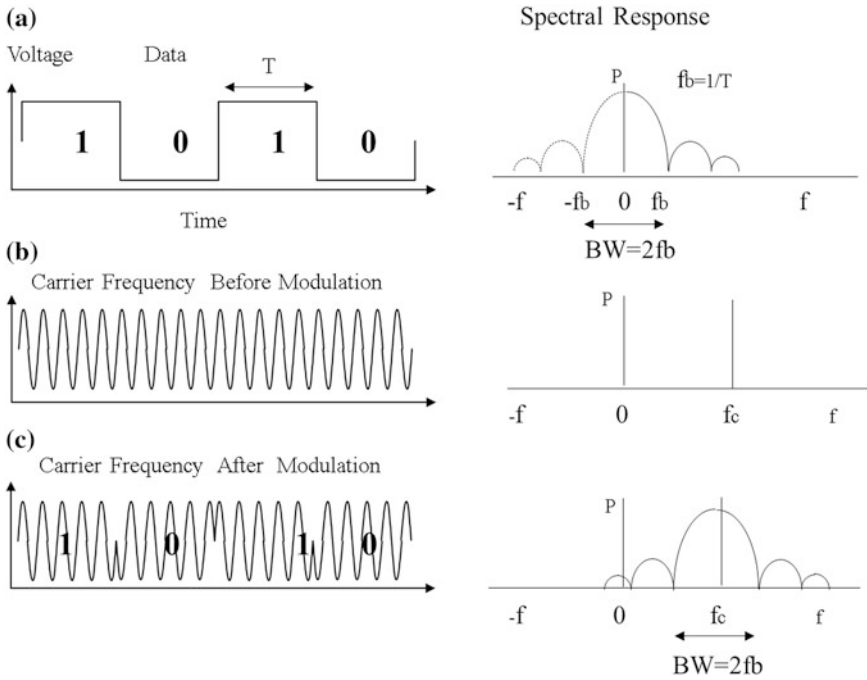 (a)
Spectral Response
Voltage Data T
P fb=1/T
1 0 1 0
-f -fb 0 fb f
Time
BW=2fb
(b)
Carrier Frequency Before Modulation
P
-f 0 fc f
(c)
Carrier Frequency After Modulation
P
1 0 1 0
-f 0 fc f
BW=2fb